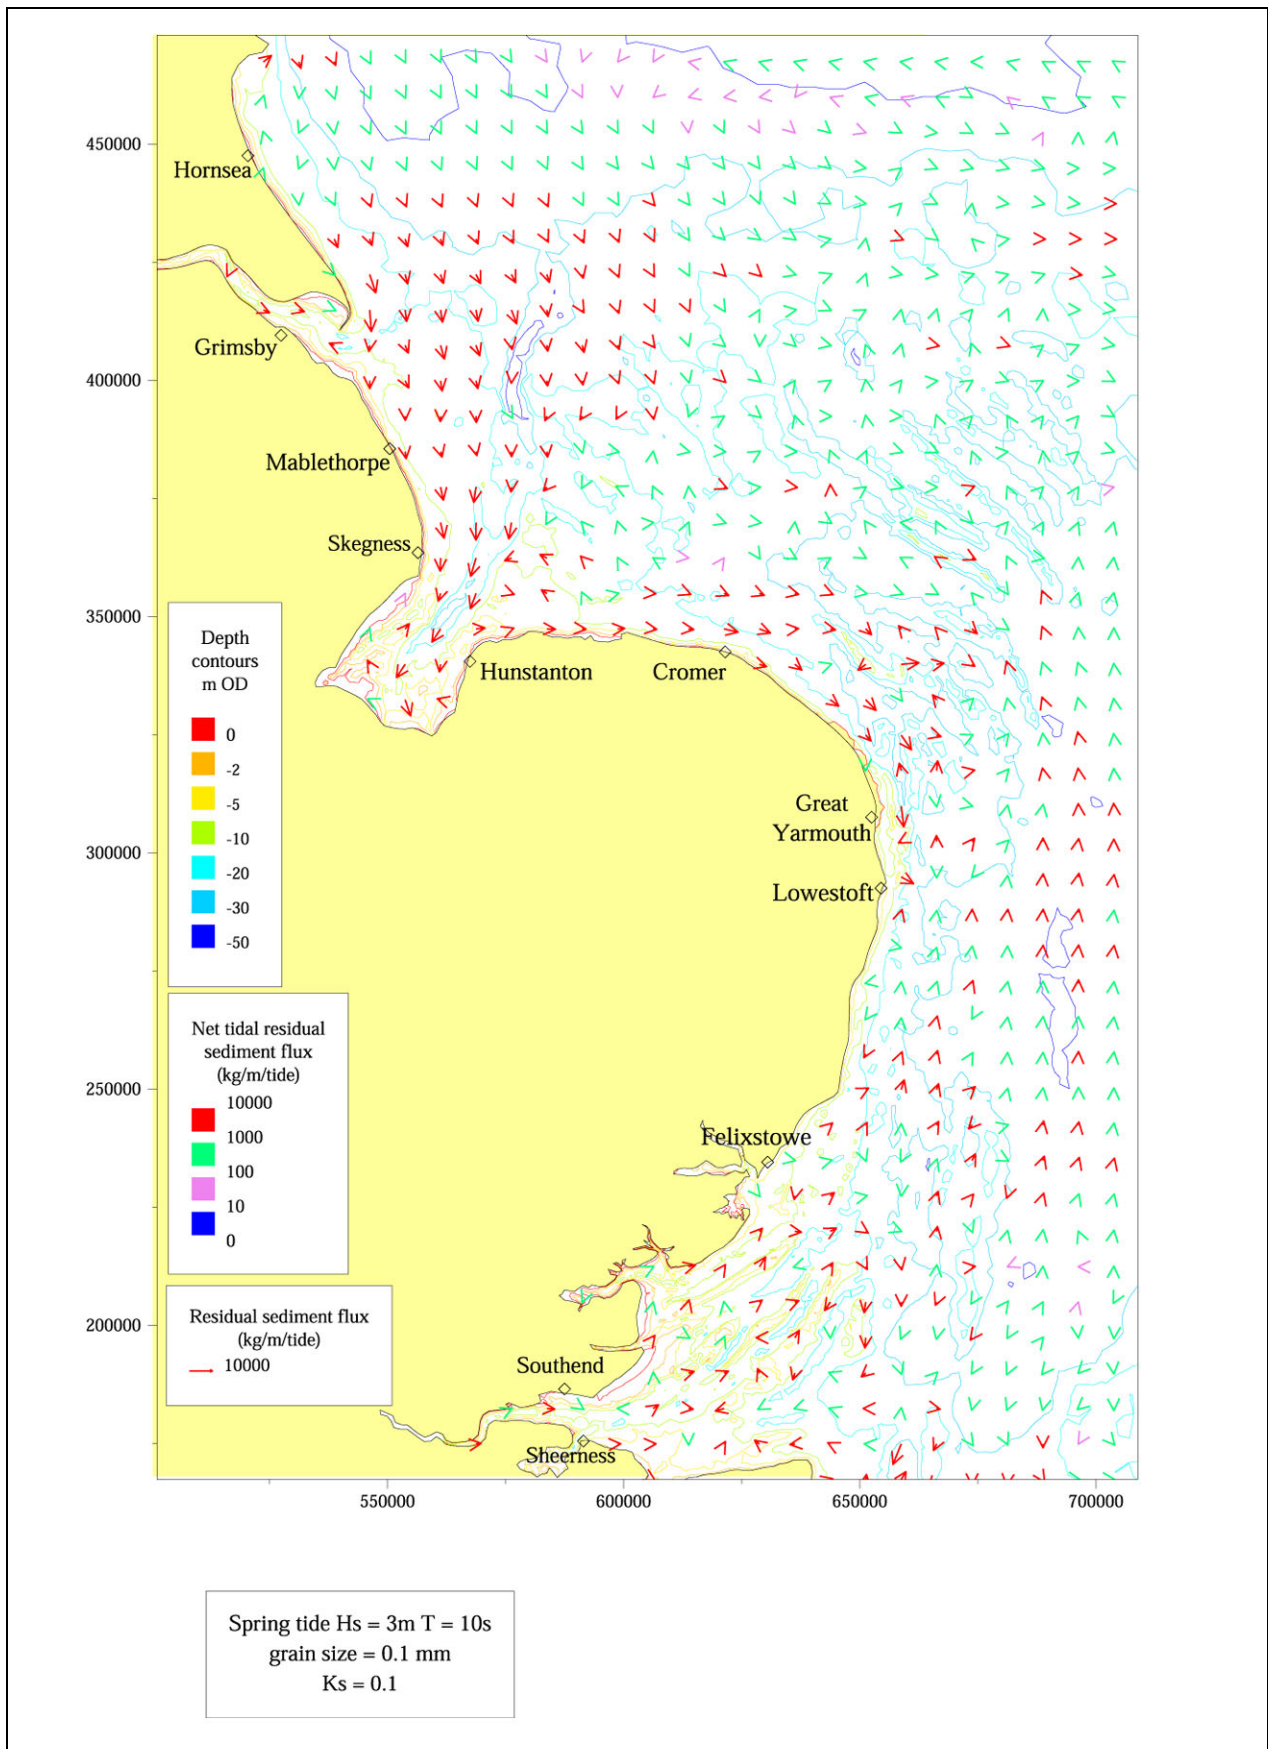 450000
Hornsea
Grimsby
400000
Mablethorpe
Skegness
350000
Hunstanton
Cromer
Depth
contours
m OD
0
-2
-5
-10
-20
-30
-50
Great
Yarmouth
300000
Lowestoft
Net tidal residual
sediment flux
(kg/m/tide)
10000
1000
100
10
0
250000
Felixstowe
Residual sediment flux
(kg/m/tide)
10000
200000
Southend
Sheerness
550000
600000
650000
700000
Spring tide Hs = 3m T = 10s
grain size = 0.1 mm
Ks = 0.1